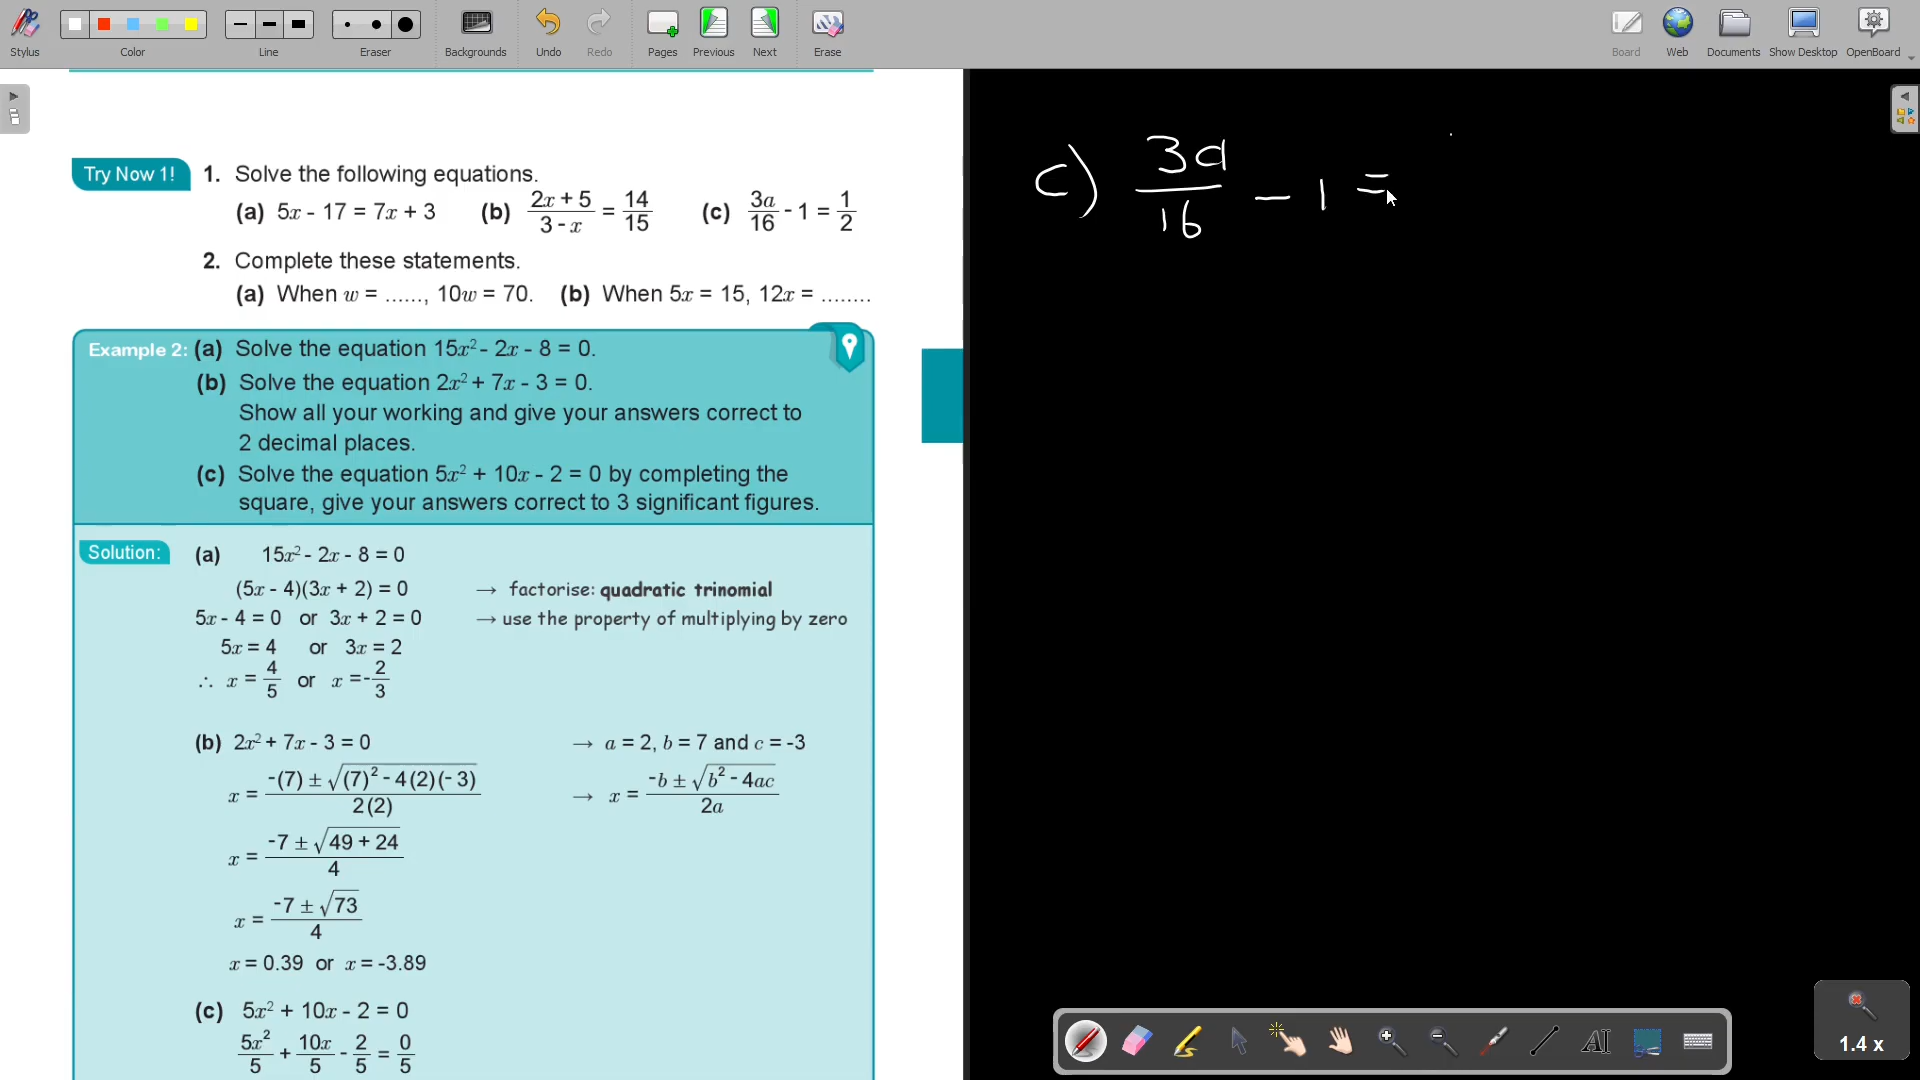 Stylus Color Line Eraser Backgrounds Undo Redo Pages Previous Next Erase Board Web Documents Show Desktop OpenBoard
Try Now 1! 1. Solve the following equations.
(a) 5x - 17 = 7x + 3 (b) (2x + 5)/(3 - x) = 14/15 (c) 3a/16 - 1 = 1/2
2. Complete these statements.
(a) When w = ......, 10w = 70. (b) When 5x = 15, 12x = ........
Example 2: (a) Solve the equation 15x² - 2x - 8 = 0.
(b) Solve the equation 2x² + 7x - 3 = 0.
Show all your working and give your answers correct to
2 decimal places.
(c) Solve the equation 5x² + 10x - 2 = 0 by completing the
square, give your answers correct to 3 significant figures.
Solution: (a) 15x² - 2x - 8 = 0
(5x - 4)(3x + 2) = 0 → factorise: quadratic trinomial
5x - 4 = 0 or 3x + 2 = 0 → use the property of multiplying by zero
5x = 4 or 3x = 2
∴ x = 4/5 or x = -2/3
(b) 2x² + 7x - 3 = 0 → a = 2, b = 7 and c = -3
x = (-(7) ± √((7)² - 4(2)(-3)))/(2(2)) → x = (-b ± √(b² - 4ac))/(2a)
x = (-7 ± √(49 + 24))/4
x = (-7 ± √73)/4
x = 0.39 or x = -3.89
(c) 5x² + 10x - 2 = 0
5x²/5 + 10x/5 - 2/5 = 0/5
c) 3a/16 - 1 =
1.4 x